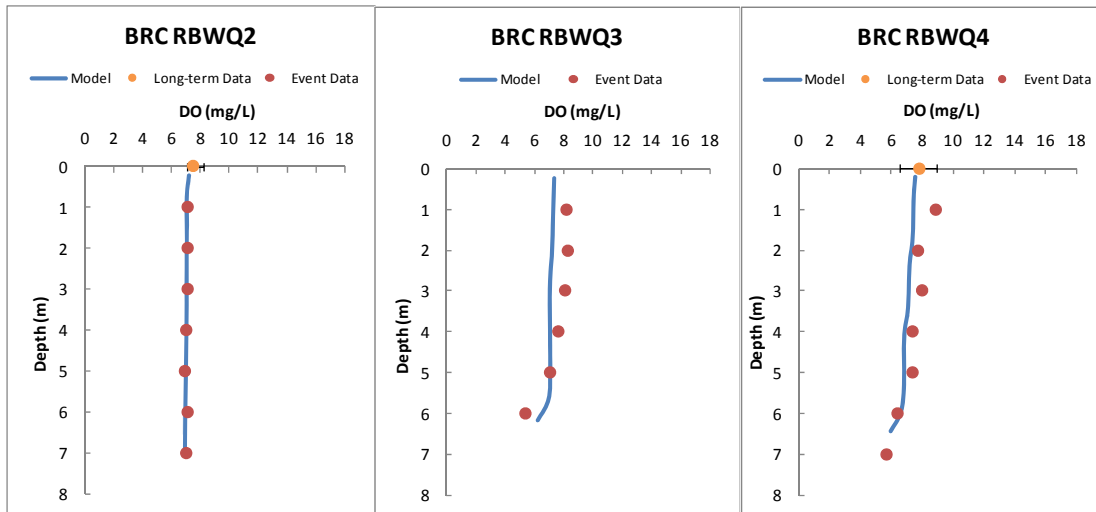 BRC RBWQ2
Model Long-term Data Event Data
DO (mg/L)
0 2 4 6 8 10 12 14 16 18
0
1
2
3
4
5
6
7
8
Depth (m)
BRC RBWQ3
Model Event Data
DO (mg/L)
0 2 4 6 8 10 12 14 16 18
0
1
2
3
4
5
6
7
8
Depth (m)
BRC RBWQ4
Model Long-term Data Event Data
DO (mg/L)
0 2 4 6 8 10 12 14 16 18
0
1
2
3
4
5
6
7
8
Depth (m)